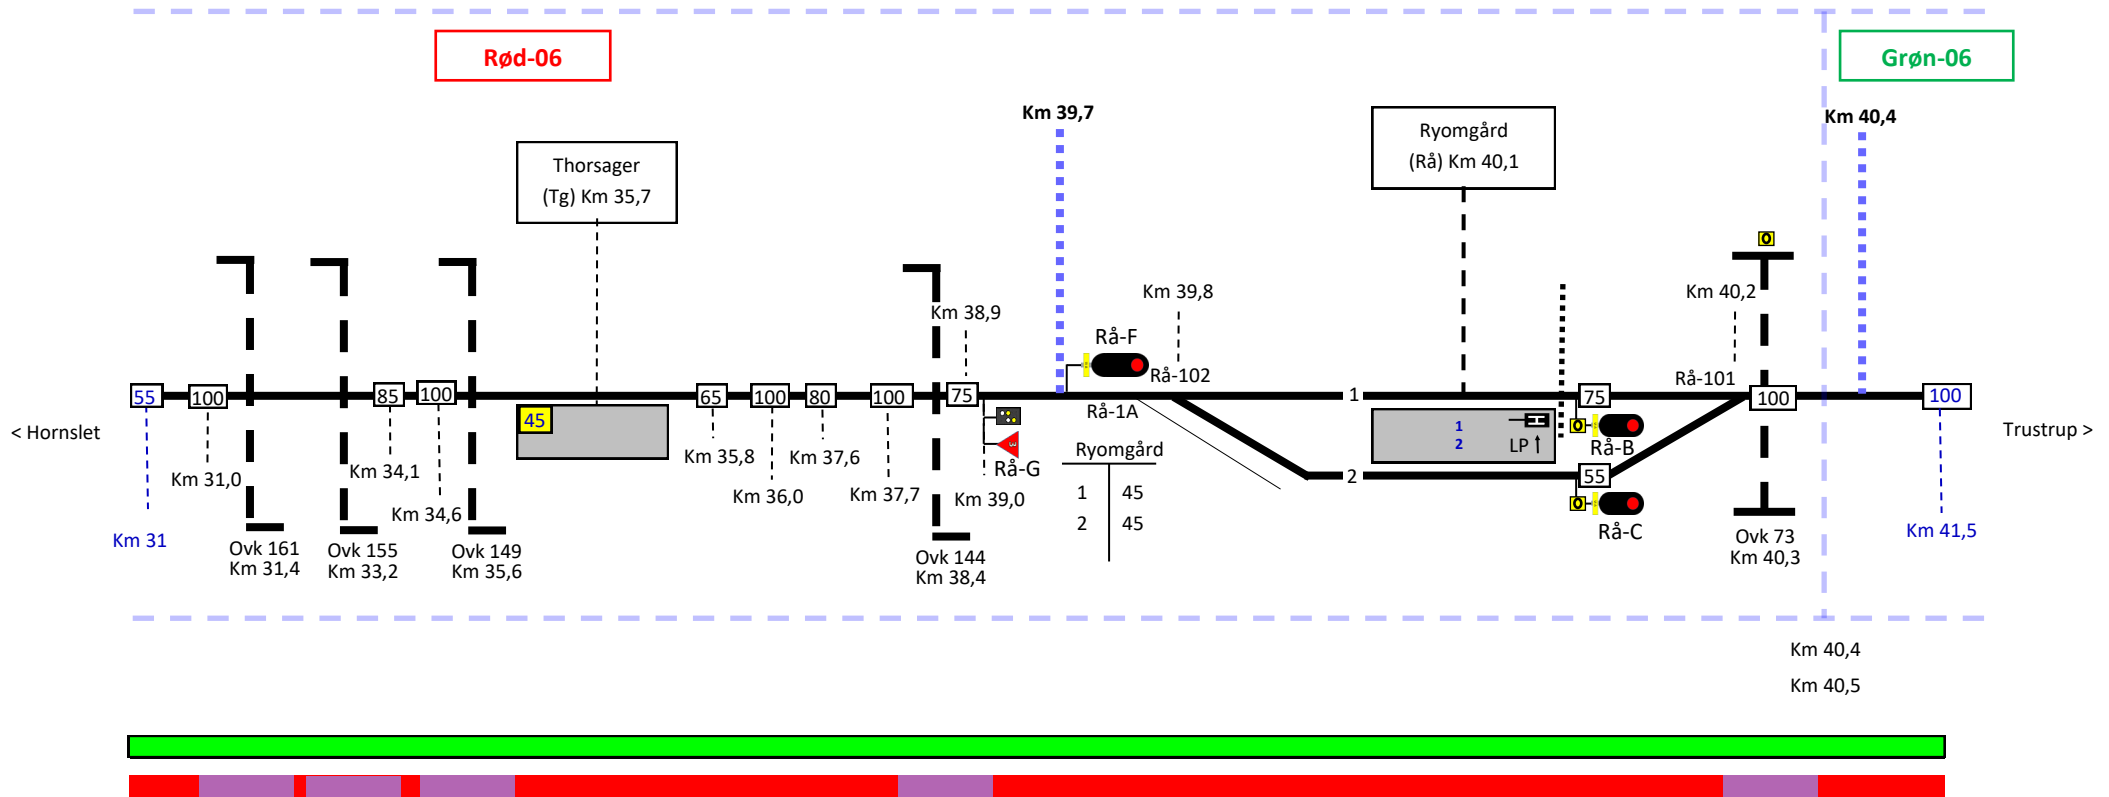 Rød-06
Grøn-06
Km 39,7
Km 40,4
Ryomgård
(Rå) Km 40,1
Thorsager
(Tg) Km 35,7
0
Km 39,8
Km 40,2
Km 38,9
Rå-F
Rå-102
Rå-101
55
100
85
100
65
100
80
100
75
1
75
100
100
Rå-1A
45
< Hornslet
Trustrup >
1
2
LP
0
Rå-B
3
Rå-G
Ryomgård
1 45
2 45
Km 31,0
Km 34,1
Km 34,6
Km 35,8
Km 36,0
Km 37,6
Km 37,7
Km 39,0
2
55
0
Rå-C
Km 31
Ovk 161
Km 31,4
Ovk 155
Km 33,2
Ovk 149
Km 35,6
Ovk 144
Km 38,4
Ovk 73
Km 40,3
Km 41,5
Km 40,4
Km 40,5